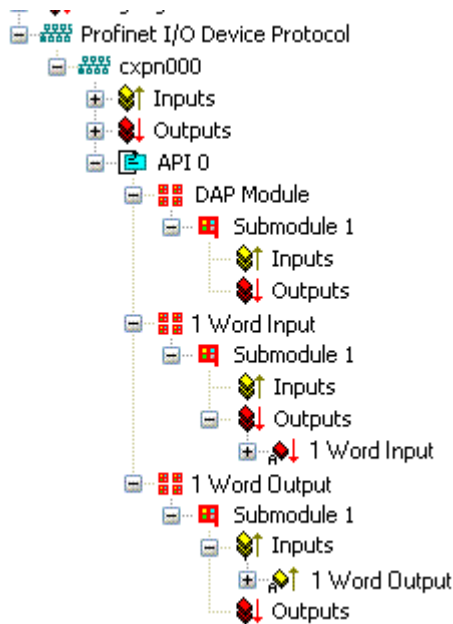 Profinet I/O Device Protocol
cxpn000
Inputs
Outputs
API 0
DAP Module
Submodule 1
Inputs
Outputs
1 Word Input
Submodule 1
Inputs
Outputs
A 1 Word Input
1 Word Output
Submodule 1
Inputs
A 1 Word Output
Outputs